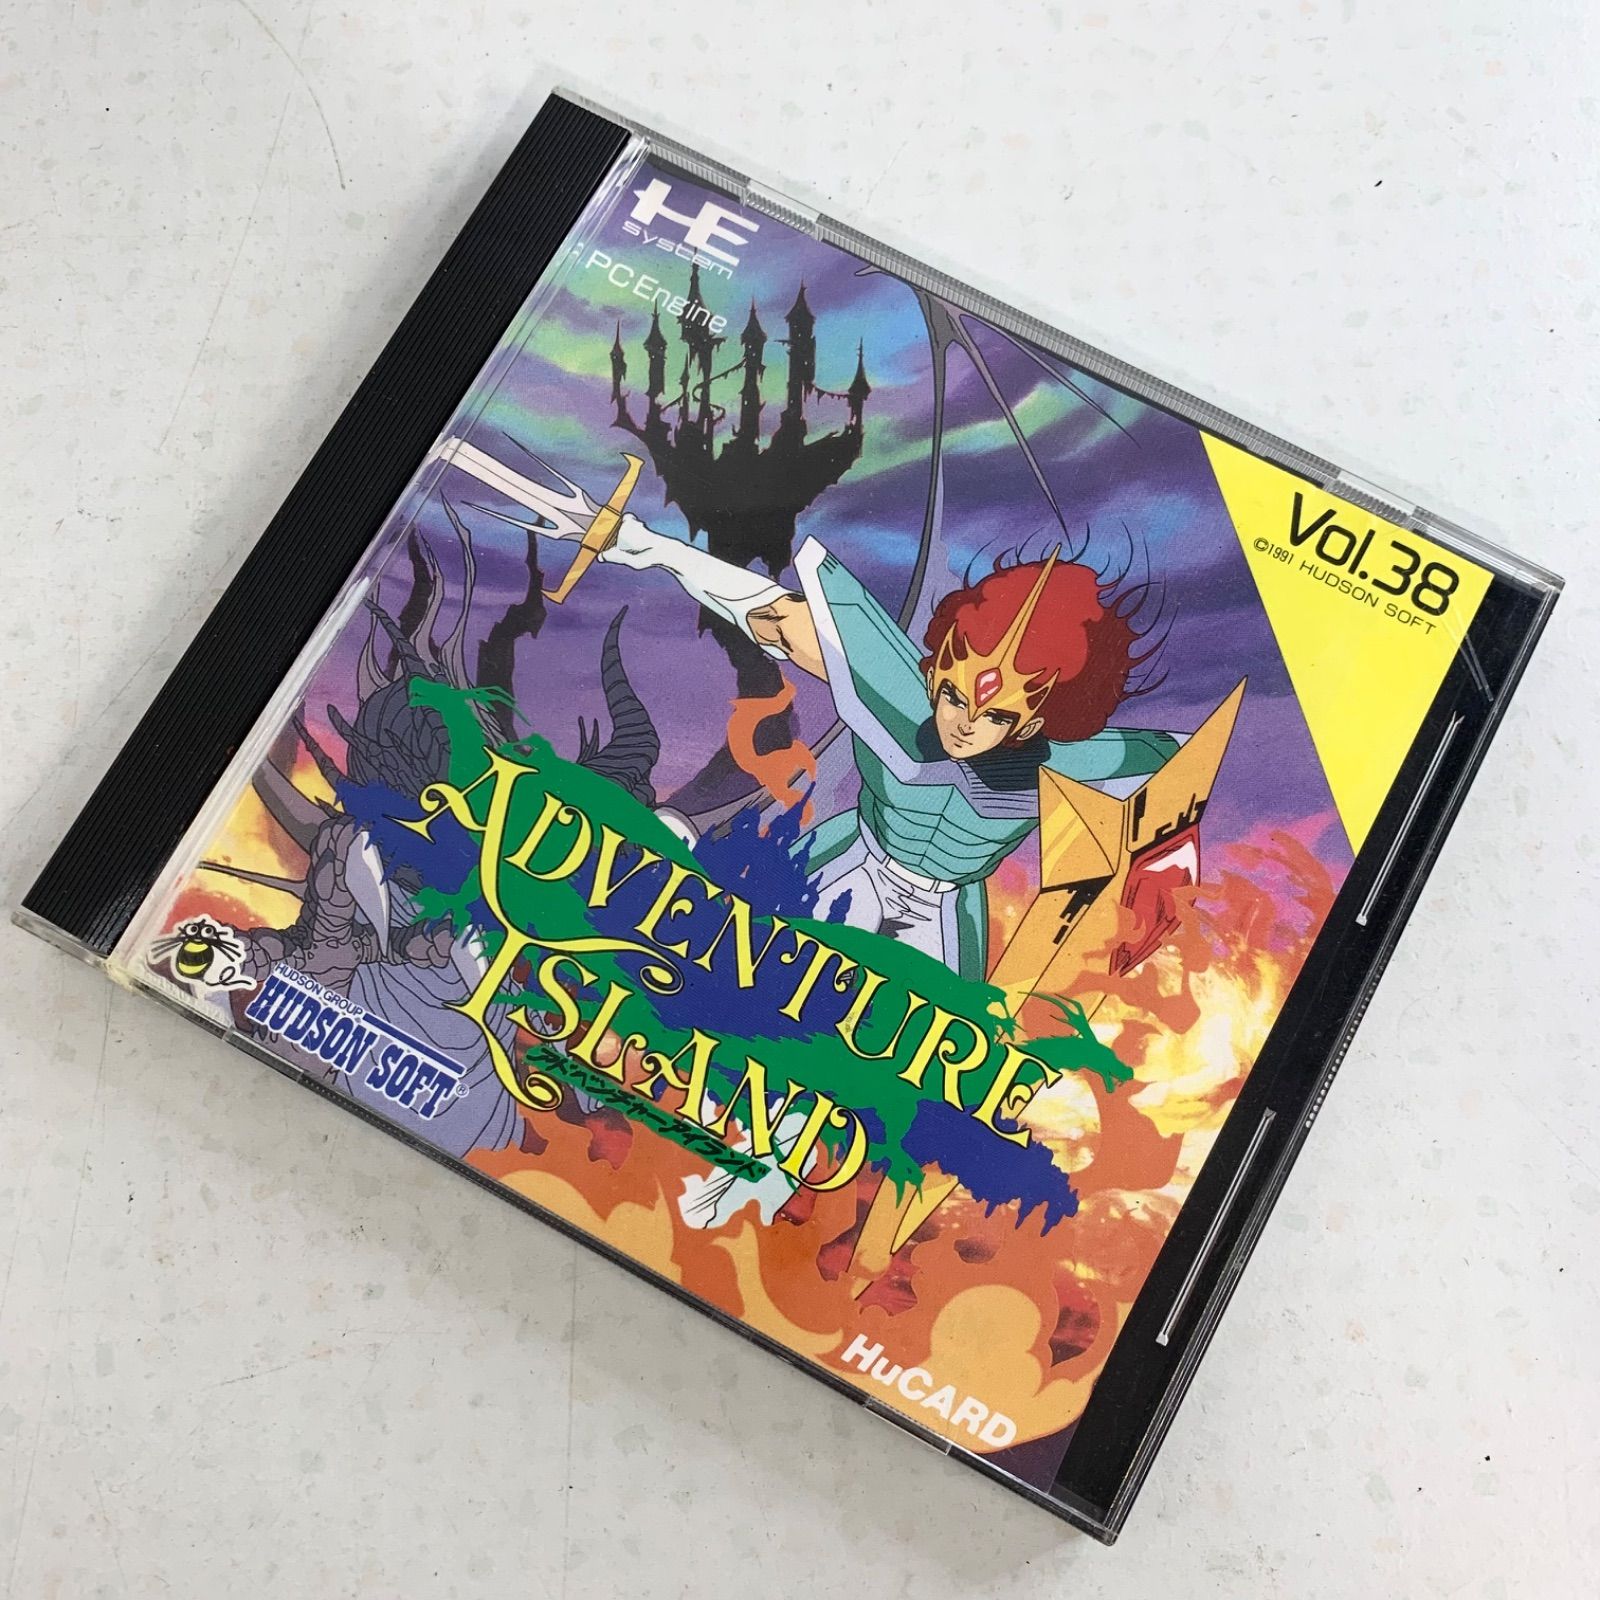 HE
system
PC Engine
Vol.38
©1991 HUDSON SOFT
ADVENTURE
ISLAND
アドベンチャーアイランド
HUDSON GROUP
HUDSON SOFT®
HuCARD